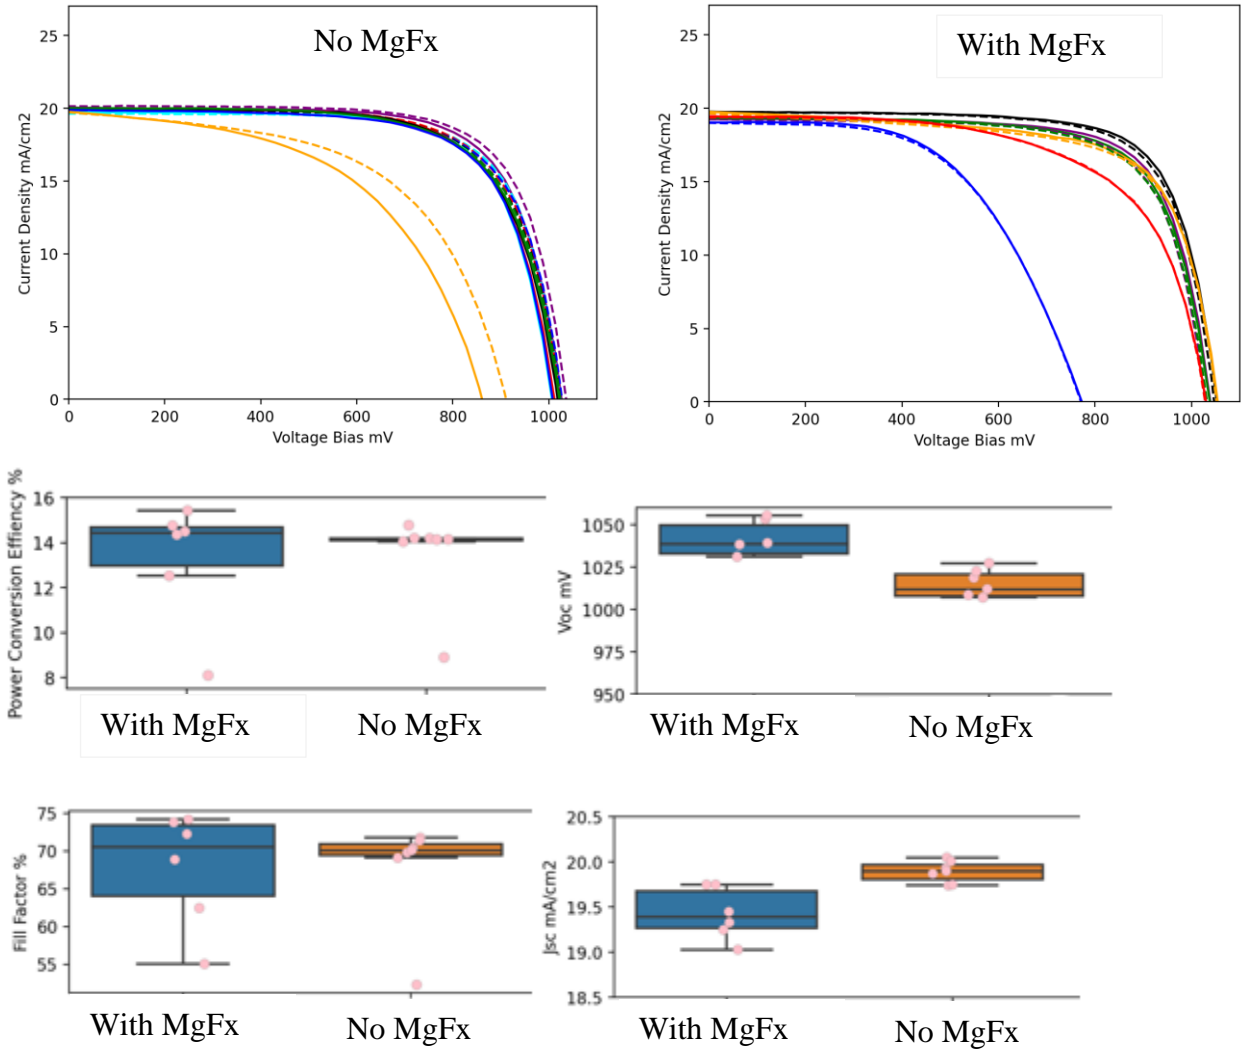 No MgFx
25
20
15
10
5
0
Current Density mA/cm2
0 200 400 600 800 1000
Voltage Bias mV
With MgFx
25
20
15
10
5
0
Current Density mA/cm2
0 200 400 600 800 1000
Voltage Bias mV
16
14
12
10
8
Power Conversion Effiency %
With MgFx No MgFx
1050
1025
1000
975
950
Voc mV
With MgFx No MgFx
75
70
65
60
55
Fill Factor %
With MgFx No MgFx
20.5
20.0
19.5
19.0
18.5
Jsc mA/cm2
With MgFx No MgFx